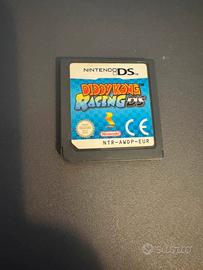 NINTENDO DS
DIDDY KONG
RACING DS
Nintendo
CE
NTR-AWDP-EUR
SUBITO